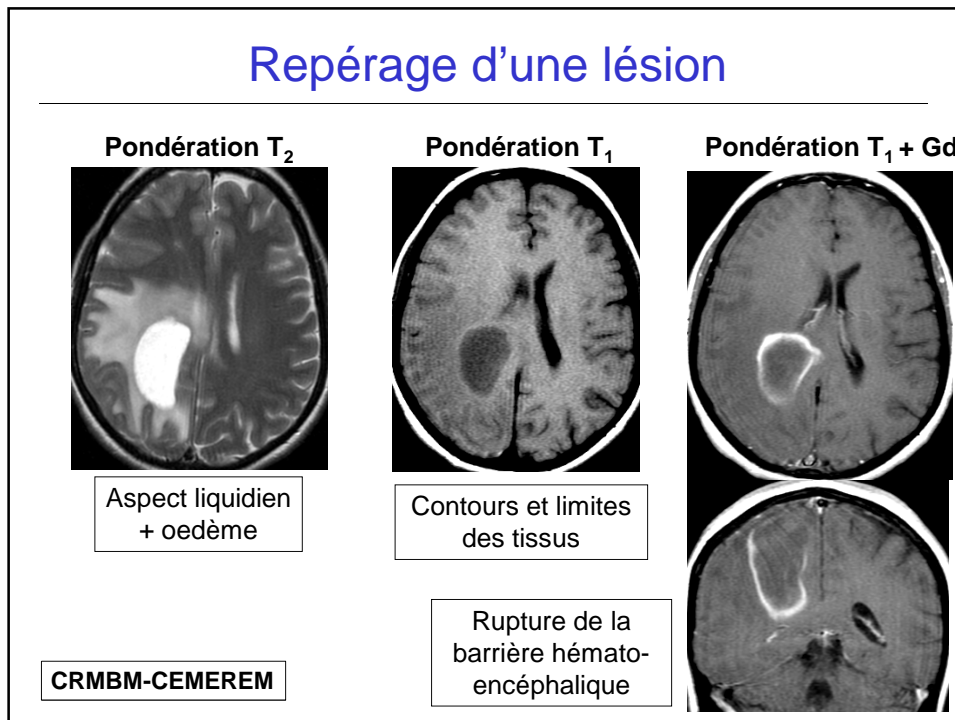 Repérage d'une lésion
Pondération T₂
Pondération T₁
Pondération T₁ + Gd
Aspect liquidien
+ oedème
Contours et limites
des tissus
Rupture de la
barrière hémato-
encéphalique
CRMBM-CEMEREM